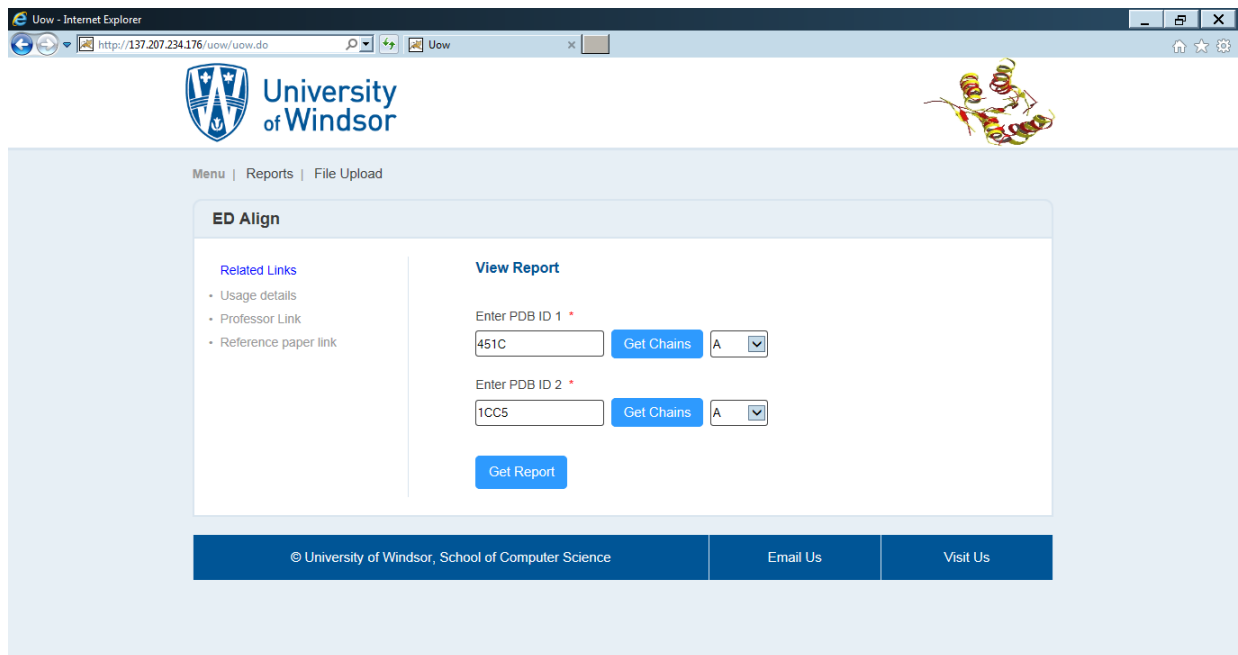 Uow - Internet Explorer
http://137.207.234.176/uow/uow.do
Uow
University
of Windsor
Menu | Reports | File Upload
ED Align
Related Links
• Usage details
• Professor Link
• Reference paper link
View Report
Enter PDB ID 1 *
451C Get Chains A
Enter PDB ID 2 *
1CC5 Get Chains A
Get Report
© University of Windsor, School of Computer Science Email Us Visit Us